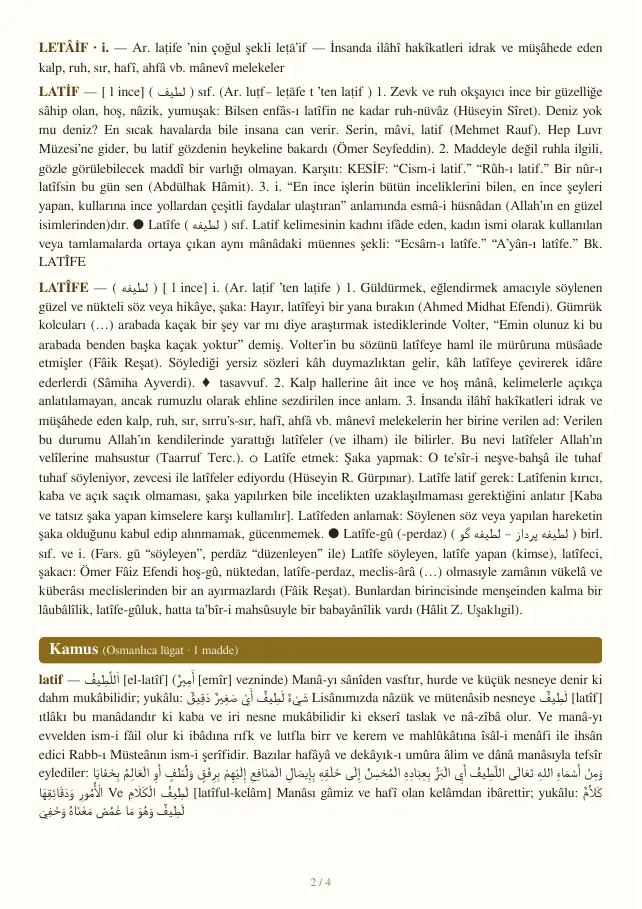 LETÂİF · i. — Ar. laṭīfe 'nin çoğul şekli leṭā'if — İnsanda ilâhî hakîkatleri idrak ve müşâhede eden
kalp, ruh, sır, hafî, ahfâ vb. mânevî melekeler
LATİF — [ l ince] ( لطيف ) sıf. (Ar. luṭf – leṭāfe t 'ten laṭіf ) 1. Zevk ve ruh okşayıcı ince bir güzelliğe
sâhip olan, hoş, nâzik, yumuşak: Bilsen enfâs-ı latîfin ne kadar ruh-nüvâz (Hüseyin Sîret). Deniz yok
mu deniz? En sıcak havalarda bile insana can verir. Serin, mâvi, latif (Mehmet Rauf). Hep Luvr
Müzesi'ne gider, bu latif gözdenin heykeline bakardı (Ömer Seyfeddin). 2. Maddeyle değil ruhla ilgili,
gözle görülebilecek maddî bir varlığı olmayan. Karşıtı: KESİF: “Cism-i latif.” “Rûh-ı latif.” Bir nûr-ı
latîfsin bu gün sen (Abdülhak Hâmit). 3. i. “En ince işlerin bütün inceliklerini bilen, en ince şeyleri
yapan, kullarına ince yollardan çeşitli faydalar ulaştıran” anlamında esmâ-i hüsnâdan (Allah'ın en güzel
isimlerinden)dır. ● Latîfe ( لطيفه ) sıf. Latif kelimesinin kadını ifâde eden, kadın ismi olarak kullanılan
veya tamlamalarda ortaya çıkan aynı mânâdaki müennes şekli: “Ecsâm-ı latîfe.” “A'yân-ı latîfe.” Bk.
LATÎFE
LATÎFE — ( لطيفه ) [ l ince] i. (Ar. laṭif 'ten laṭіfe ) 1. Güldürmek, eğlendirmek amacıyle söylenen
güzel ve nükteli söz veya hikâye, şaka: Hayır, latîfeyi bir yana bırakın (Ahmed Midhat Efendi). Gümrük
kolcuları (…) arabada kaçak bir şey var mı diye araştırmak istediklerinde Volter, “Emin olunuz ki bu
arabada benden başka kaçak yoktur” demiş. Volter'in bu sözünü latîfeye haml ile mürûruna müsâade
etmişler (Fâik Reşat). Söylediği yersiz sözleri kâh duymazlıktan gelir, kâh latîfeye çevirerek idâre
ederlerdi (Sâmiha Ayverdi). ♦ tasavvuf. 2. Kalp hallerine âit ince ve hoş mânâ, kelimelerle açıkça
anlatılamayan, ancak rumuzlu olarak ehline sezdirilen ince anlam. 3. İnsanda ilâhî hakîkatleri idrak ve
müşâhede eden kalp, ruh, sır, sırru's-sır, hafî, ahfâ vb. mânevî melekelerin her birine verilen ad: Verilen
bu durumu Allah'ın kendilerinde yarattığı latîfeler (ve ilham) ile bilirler. Bu nevi latîfeler Allah'ın
velîlerine mahsustur (Taarruf Terc.). ○ Latîfe etmek: Şaka yapmak: O te'sîr-i neşve-bahşâ ile tuhaf
tuhaf söyleniyor, zevcesi ile latîfeler ediyordu (Hüseyin R. Gürpınar). Latîfe latif gerek: Latîfenin kırıcı,
kaba ve açık saçık olmaması, şaka yapılırken bile incelikten uzaklaşılmaması gerektiğini anlatır [Kaba
ve tatsız şaka yapan kimselere karşı kullanılır]. Latîfeden anlamak: Söylenen söz veya yapılan hareketin
şaka olduğunu kabul edip alınmamak, gücenmemek. ● Latîfe-gû (-perdaz) ( لطيفه پرداز – لطيفه گو ) birl.
sıf. ve i. (Fars. gū “söyleyen”, perdāz “düzenleyen” ile) Latîfe söyleyen, latîfe yapan (kimse), latîfeci,
şakacı: Ömer Fâiz Efendi hoş-gû, nüktedan, latîfe-perdaz, meclis-ârâ (…) olmasıyle zamânın vükelâ ve
küberâsı meclislerinden bir an ayırmazlardı (Fâik Reşat). Bunlardan birincisinde menşeinden kalma bir
lâubâlîlik, latîfe-gûluk, hatta ta'bîr-i mahsûsuyle bir babayânîlik vardı (Hâlit Z. Uşaklıgil).
Kamus (Osmanlıca lügat · 1 madde)
latif — اَللَّطِيفُ [el-latîf] (أَمِيرٌ [emîr] vezninde) Manâ-yı sânîden vasftır, hurde ve küçük nesneye denir ki
dahm mukâbilidir; yukâlu: شَيْءٌ لَطِيفٌ أَيْ صَغِيرٌ دَقِيقٌ Lisânımızda nâzük ve mütenâsib nesneye لَطِيفٌ [latîf]
ıtlâkı bu manâdandır ki kaba ve iri nesne mukâbilidir ki ekserî taslak ve nâ-zîbâ olur. Ve manâ-yı
evvelden ism-i fâil olur ki ibâdına rıfk ve lutfla birr ve kerem ve mahlûkâtına îsâl-i menâfi ile ihsân
edici Rabb-ı Müsteânın ism-i şerîfidir. Bazılar hafâyâ ve dekâyık-ı umûra âlim ve dânâ manâsıyla tefsîr
eylediler: وَمِنْ أَسْمَاءِ اللهِ تَعَالَى اللَّطِيفُ أَيِ الْبَرُّ بِعِبَادِهِ الْمُحْسِنُ إِلَى خَلْقِهِ بِإِيصَالِ الْمَنَافِعِ إِلَيْهِمْ بِرِفْقٍ وَلُطْفٍ أَوِ الْعَالِمُ بِخَفَايَا
الْأُمُورِ وَدَقَائِقِهَا Ve لَطِيفُ الْكَلَامِ [latîful-kelâm] Manâsı gâmiz ve hafî olan kelâmdan ibârettir; yukâlu: كَلَامٌ
لَطِيفٌ وَهُوَ مَا غَمُضَ مَعْنَاهُ وَخَفِيَ
2 / 4